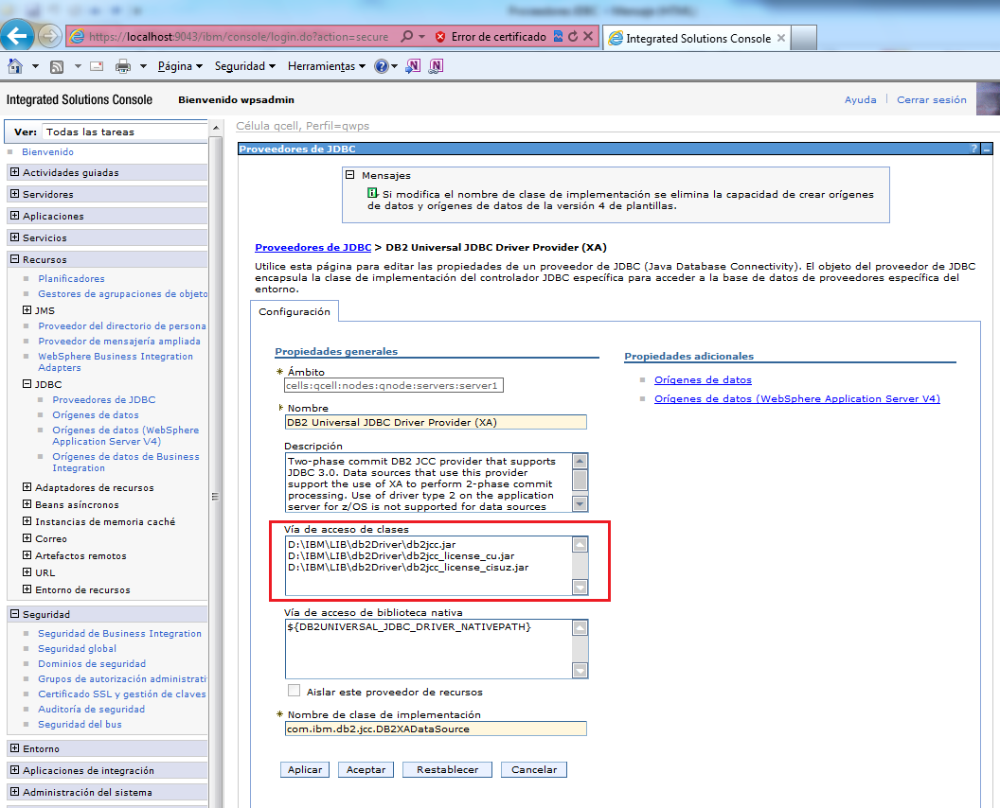 https://localhost:9043/ibm/console/login.do?action=secure
Error de certificado
Integrated Solutions Console
Página
Seguridad
Herramientas
Integrated Solutions Console
Bienvenido wpsadmin
Ayuda
Cerrar sesión
Ver: Todas las tareas
Bienvenido
Actividades guiadas
Servidores
Aplicaciones
Servicios
Recursos
Planificadores
Gestores de agrupaciones de objeto
JMS
Proveedor del directorio de persona
Proveedor de mensajería ampliada
WebSphere Business Integration
Adapters
JDBC
Proveedores de JDBC
Orígenes de datos
Orígenes de datos (WebSphere
Application Server V4)
Orígenes de datos de Business
Integration
Adaptadores de recursos
Beans asíncronos
Instancias de memoria caché
Correo
Artefactos remotos
URL
Entorno de recursos
Seguridad
Seguridad de Business Integration
Seguridad global
Dominios de seguridad
Grupos de autorización administrati
Certificado SSL y gestión de claves
Auditoría de seguridad
Seguridad del bus
Entorno
Aplicaciones de integración
Administración del sistema
Célula qcell, Perfil=qwps
Proveedores de JDBC
?
Mensajes
Si modifica el nombre de clase de implementación se elimina la capacidad de crear orígenes
de datos y orígenes de datos de la versión 4 de plantillas.
Proveedores de JDBC > DB2 Universal JDBC Driver Provider (XA)
Utilice esta página para editar las propiedades de un proveedor de JDBC (Java Database Connectivity). El objeto del proveedor de JDBC
encapsula la clase de implementación del controlador JDBC específica para acceder a la base de datos de proveedores específica del
entorno.
Configuración
Propiedades generales
* Ámbito
cells:qcell:nodes:qnode:servers:server1
Nombre
DB2 Universal JDBC Driver Provider (XA)
Descripción
Two-phase commit DB2 JCC provider that supports
JDBC 3.0. Data sources that use this provider
support the use of XA to perform 2-phase commit
processing. Use of driver type 2 on the application
server for z/OS is not supported for data sources
Vía de acceso de clases
D:\IBM\LIB\db2Driver\db2jcc.jar
D:\IBM\LIB\db2Driver\db2jcc_license_cu.jar
D:\IBM\LIB\db2Driver\db2jcc_license_cisuz.jar
Vía de acceso de biblioteca nativa
${DB2UNIVERSAL_JDBC_DRIVER_NATIVEPATH}
Aislar este proveedor de recursos
* Nombre de clase de implementación
com.ibm.db2.jcc.DB2XADataSource
Aplicar
Aceptar
Restablecer
Cancelar
Propiedades adicionales
Orígenes de datos
Orígenes de datos (WebSphere Application Server V4)